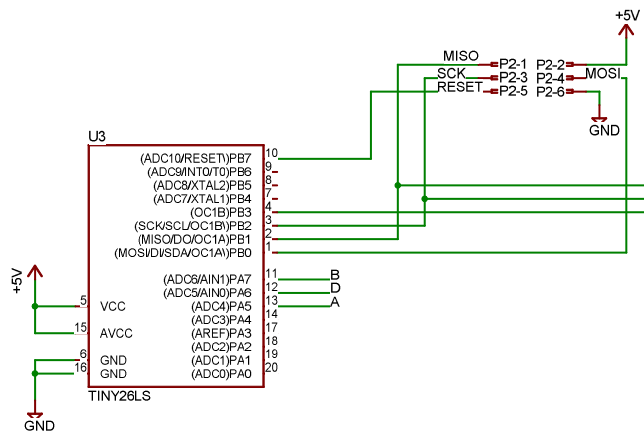 +5V
MISO P2-1 P2-2
SCK P2-3 P2-4 MOSI
RESET P2-5 P2-6
GND
U3
(ADC10/RESET\)PB7 10
(ADC9/INT0/T0)PB6 9
(ADC8/XTAL2)PB5 8
(ADC7/XTAL1)PB4 7
(OC1B)PB3 4
(SCK/SCL/OC1B\)PB2 3
(MISO/DO/OC1A)PB1 2
(MOSI/DI/SDA/OC1A\)PB0 1
+5V
(ADC6/AIN1)PA7 11 B
(ADC5/AIN0)PA6 12 D
5 VCC (ADC4)PA5 13 A
(ADC3)PA4 14
15 AVCC (AREF)PA3 17
(ADC2)PA2 18
6 GND (ADC1)PA1 19
16 GND (ADC0)PA0 20
TINY26LS
GND